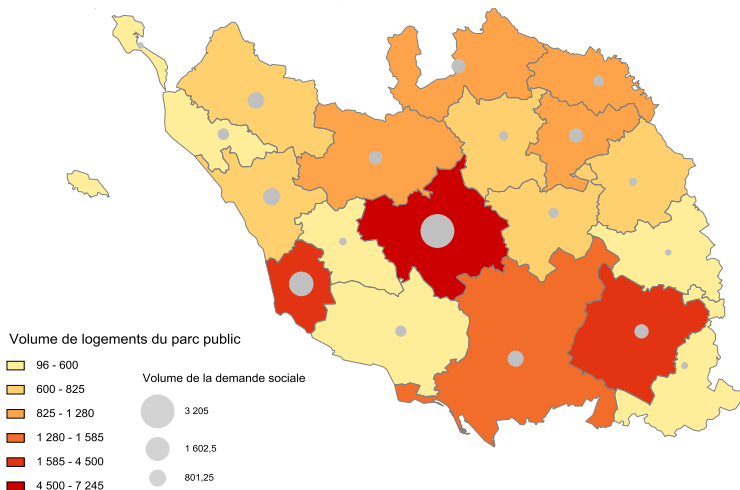 Volume de logements du parc public
96 - 600
600 - 825
825 - 1 280
1 280 - 1 585
1 585 - 4 500
4 500 - 7 245
Volume de la demande sociale
3 205
1 602,5
801,25